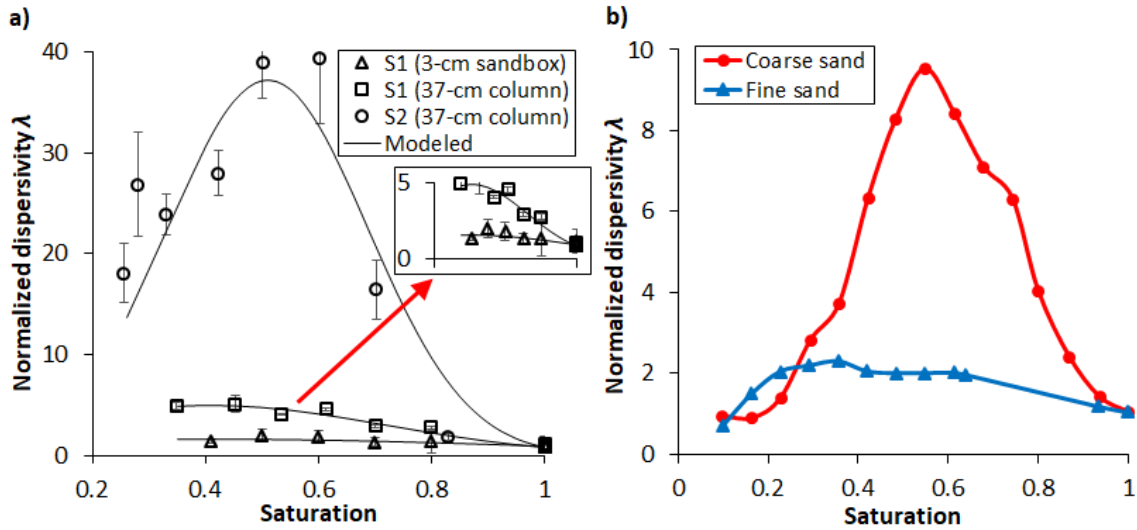 a)
Normalized dispersivity λ
40
30
20
10
0
0.2
0.4
0.6
0.8
1
Saturation
S1 (3-cm sandbox)
S1 (37-cm column)
S2 (37-cm column)
Modeled
5
0
b)
Normalized dispersivity λ
10
8
6
4
2
0
0
0.2
0.4
0.6
0.8
1
Saturation
Coarse sand
Fine sand